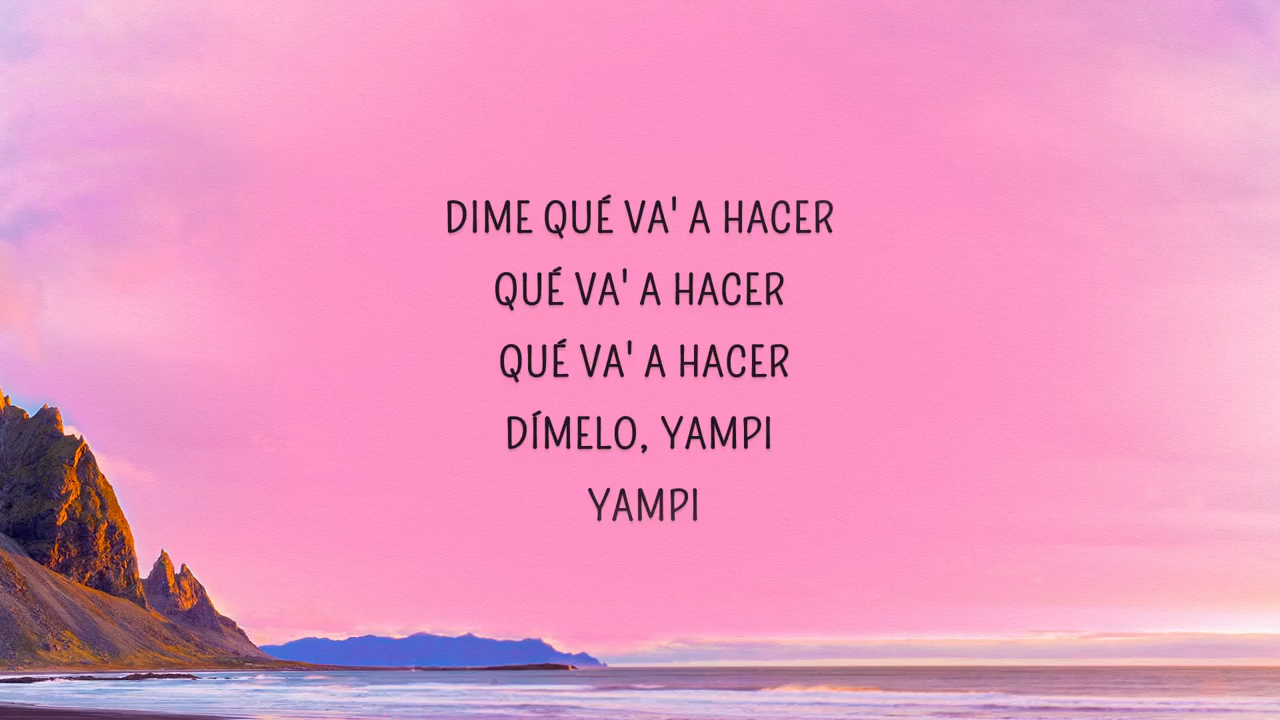 DIME QUÉ VA' A HACER
QUÉ VA' A HACER
QUÉ VA' A HACER
DÍMELO, YAMPI
YAMPI